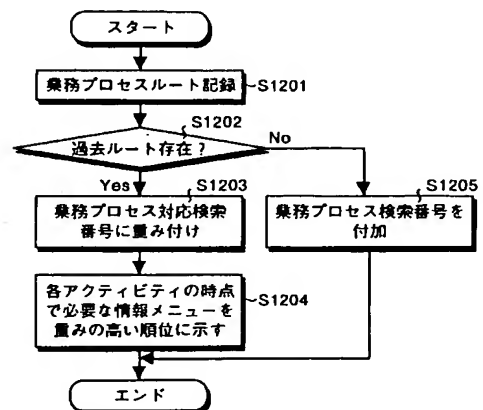 スタート
業務プロセスルート記録
S1201
S1202
過去ルート存在?
No
Yes
S1203
S1205
業務プロセス対応検索
番号に重み付け
業務プロセス検索番号を
付加
各アクティビティの時点
で必要な情報メニューを
重みの高い順位に示す
S1204
エンド